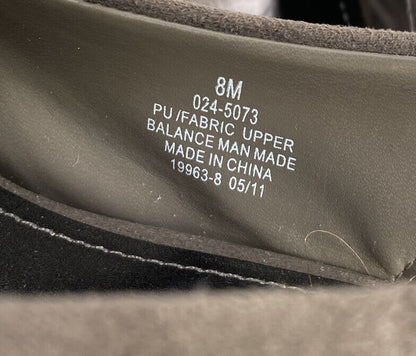 8M
024-5073
PU /FABRIC UPPER
BALANCE MAN MADE
MADE IN CHINA
19963-8 05/11